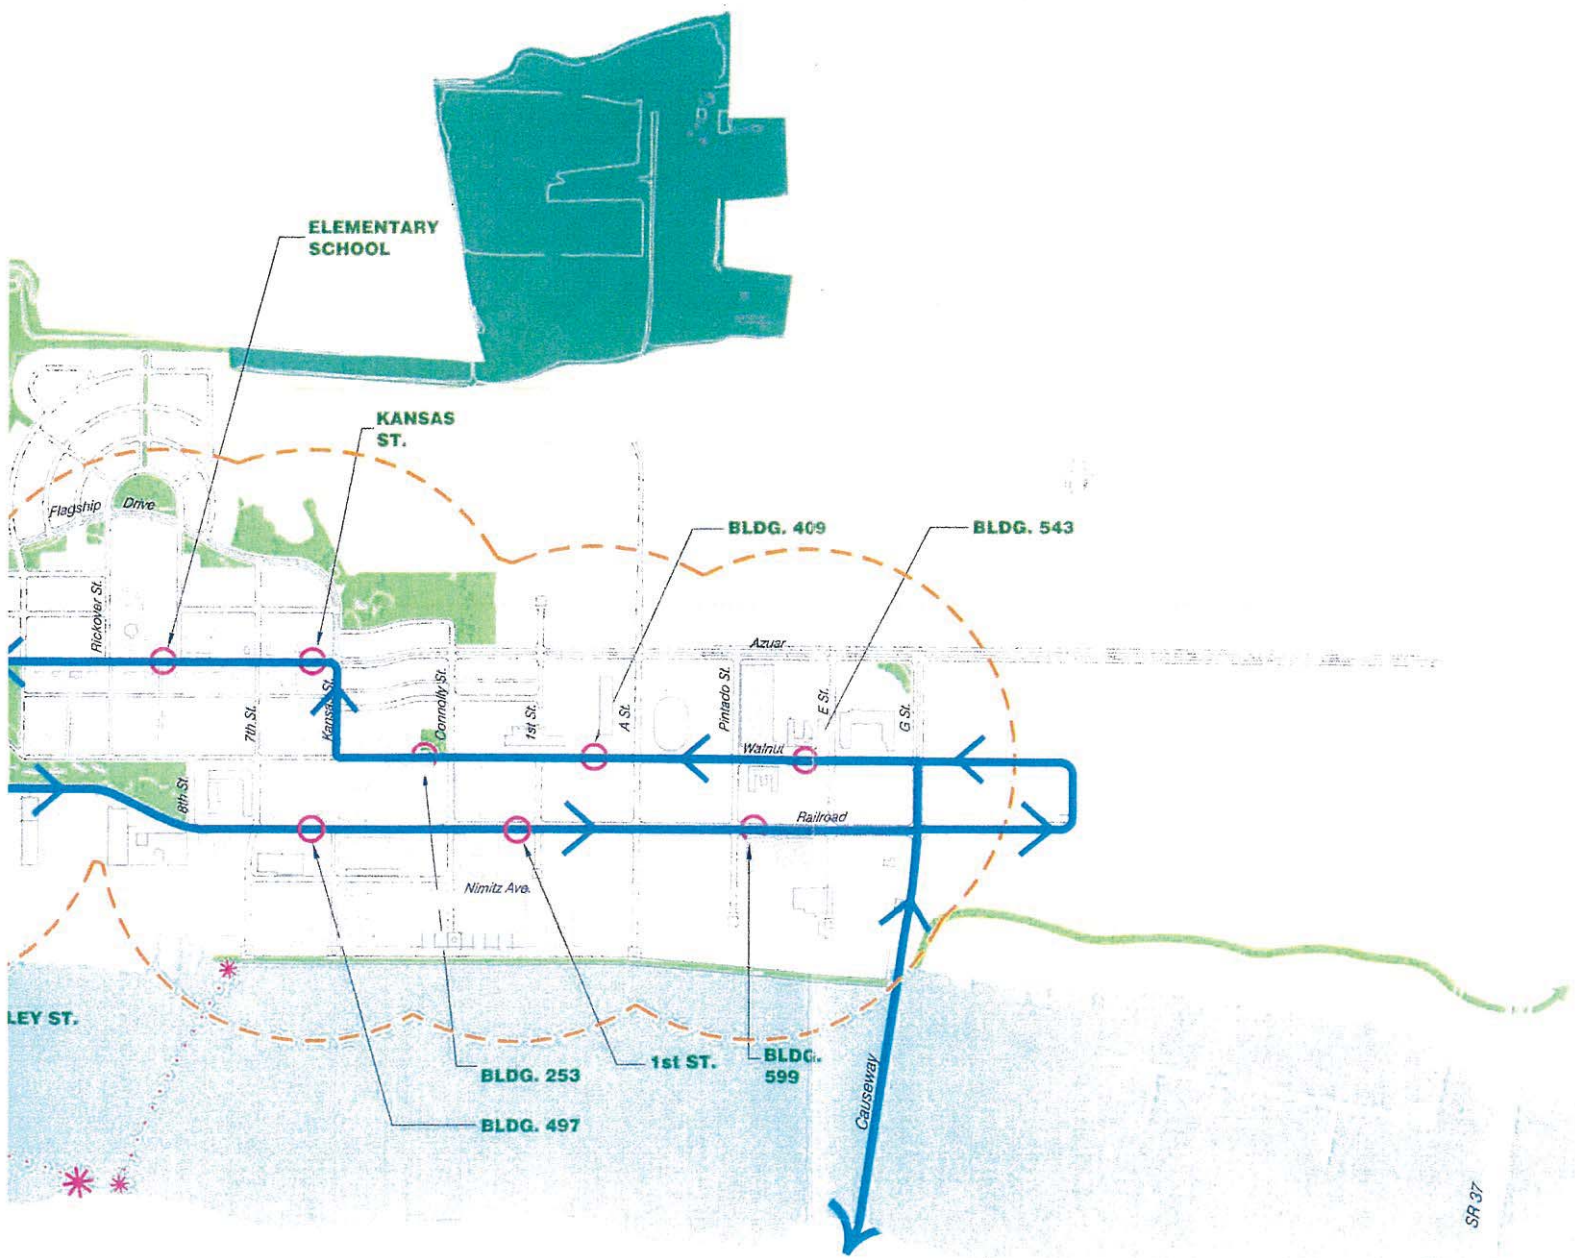 ELEMENTARY
SCHOOL
KANSAS
ST.
Flagship Drive
BLDG. 409
BLDG. 543
Rickover St.
Azuar
7th St.
Kansas St.
Connolly St.
1st St.
A St.
Pintado St.
E St.
G St.
Walnut
8th St.
Railroad
Nimitz Ave.
LEY ST.
BLDG. 253
1st ST.
BLDG.
599
BLDG. 497
Causeway
SR 37